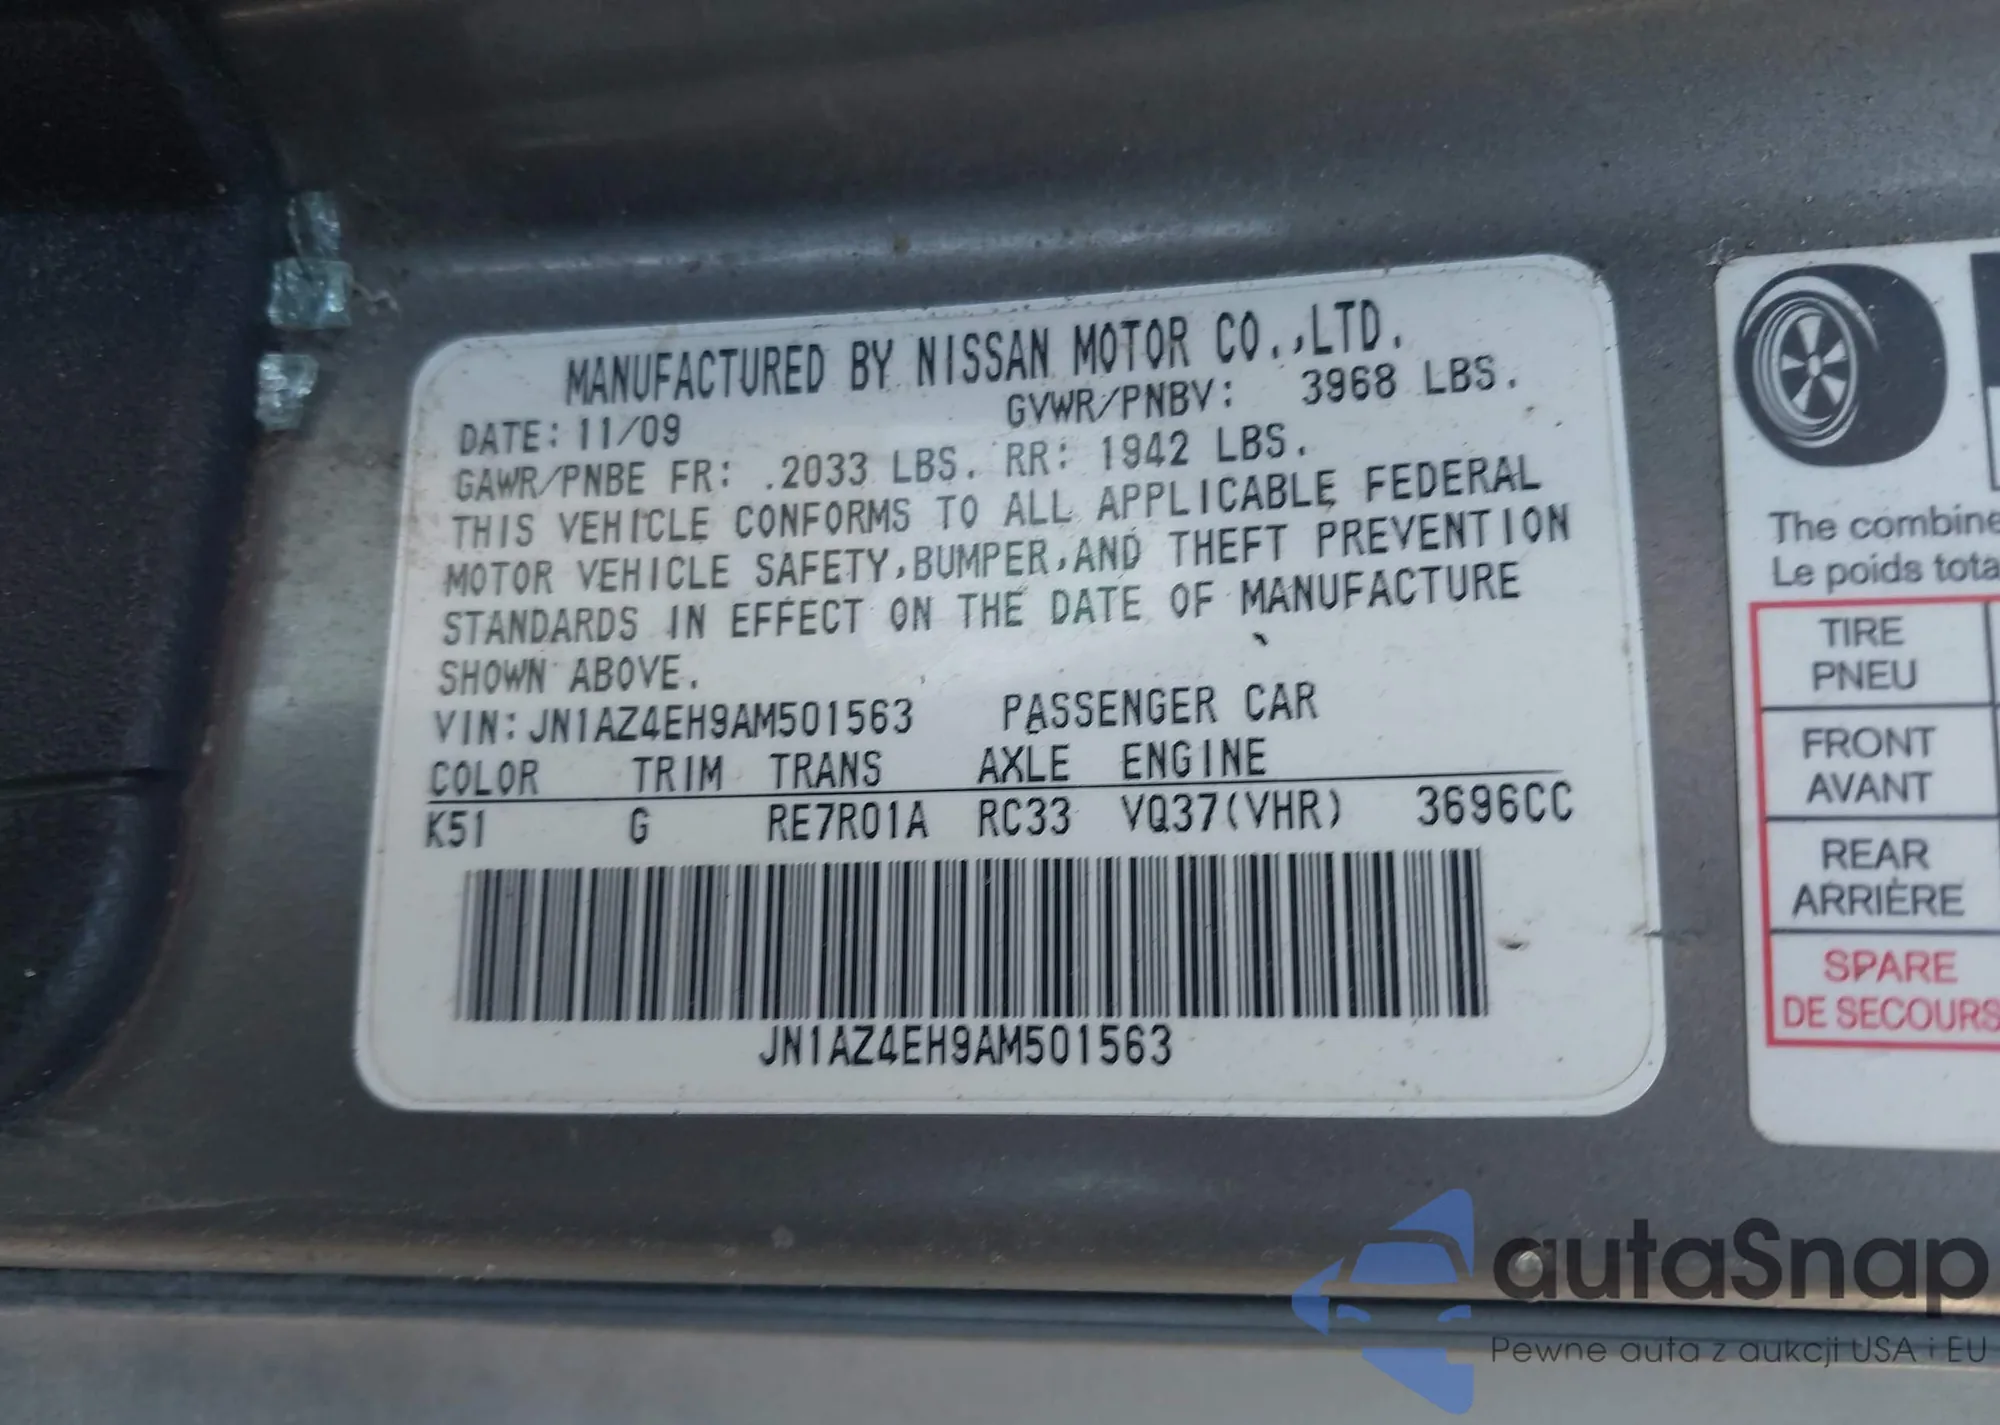 MANUFACTURED BY NISSAN MOTOR CO.,LTD.
DATE: 11/09 GVWR/PNBV: 3968 LBS.
GAWR/PNBE FR: .2033 LBS. RR: 1942 LBS.
THIS VEHICLE CONFORMS TO ALL APPLICABLE FEDERAL
MOTOR VEHICLE SAFETY,BUMPER,AND THEFT PREVENTION
STANDARDS IN EFFECT ON THE DATE OF MANUFACTURE
SHOWN ABOVE.
VIN: JN1AZ4EH9AM501563 PASSENGER CAR
COLOR TRIM TRANS AXLE ENGINE
K51 G RE7R01A RC33 VQ37(VHR) 3696CC
JN1AZ4EH9AM501563
The combine
Le poids tota
TIRE
PNEU
FRONT
AVANT
REAR
ARRIÈRE
SPARE
DE SECOURS
autaSnap
Pewne auta z aukcji USA i EU